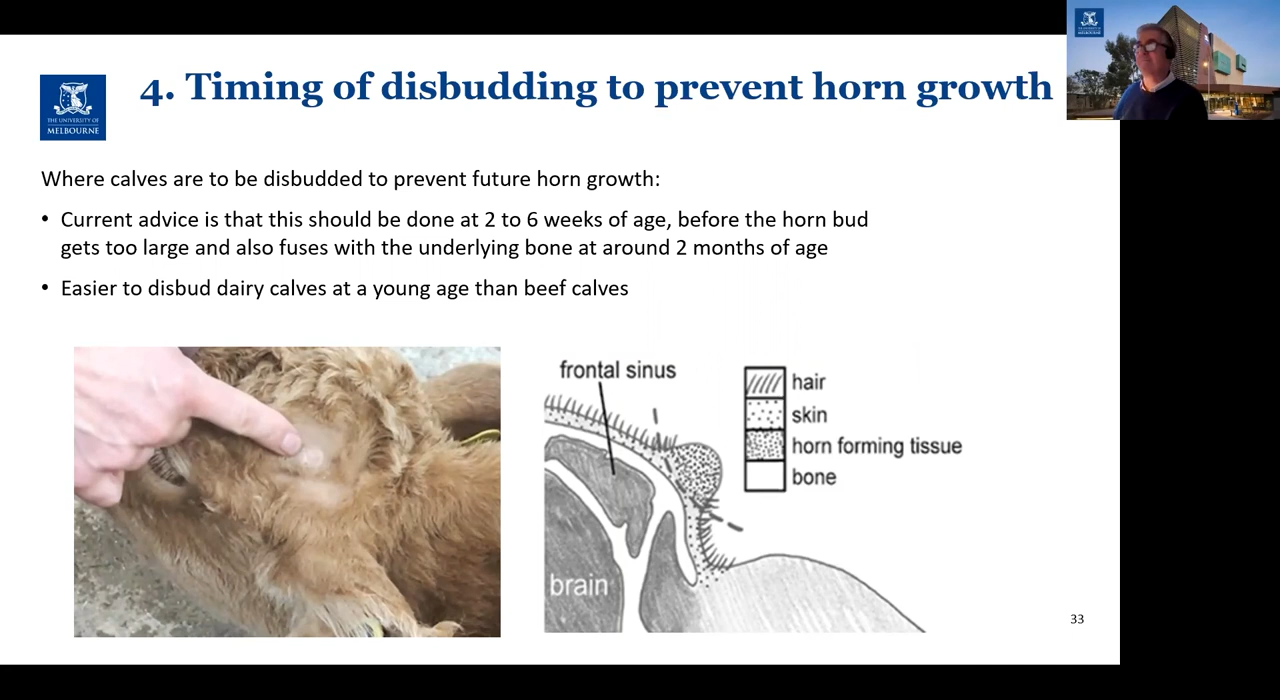 4. Timing of disbudding to prevent horn growth
THE UNIVERSITY OF
MELBOURNE
Where calves are to be disbudded to prevent future horn growth:
• Current advice is that this should be done at 2 to 6 weeks of age, before the horn bud
gets too large and also fuses with the underlying bone at around 2 months of age
• Easier to disbud dairy calves at a young age than beef calves
frontal sinus
hair
skin
horn forming tissue
bone
brain
33